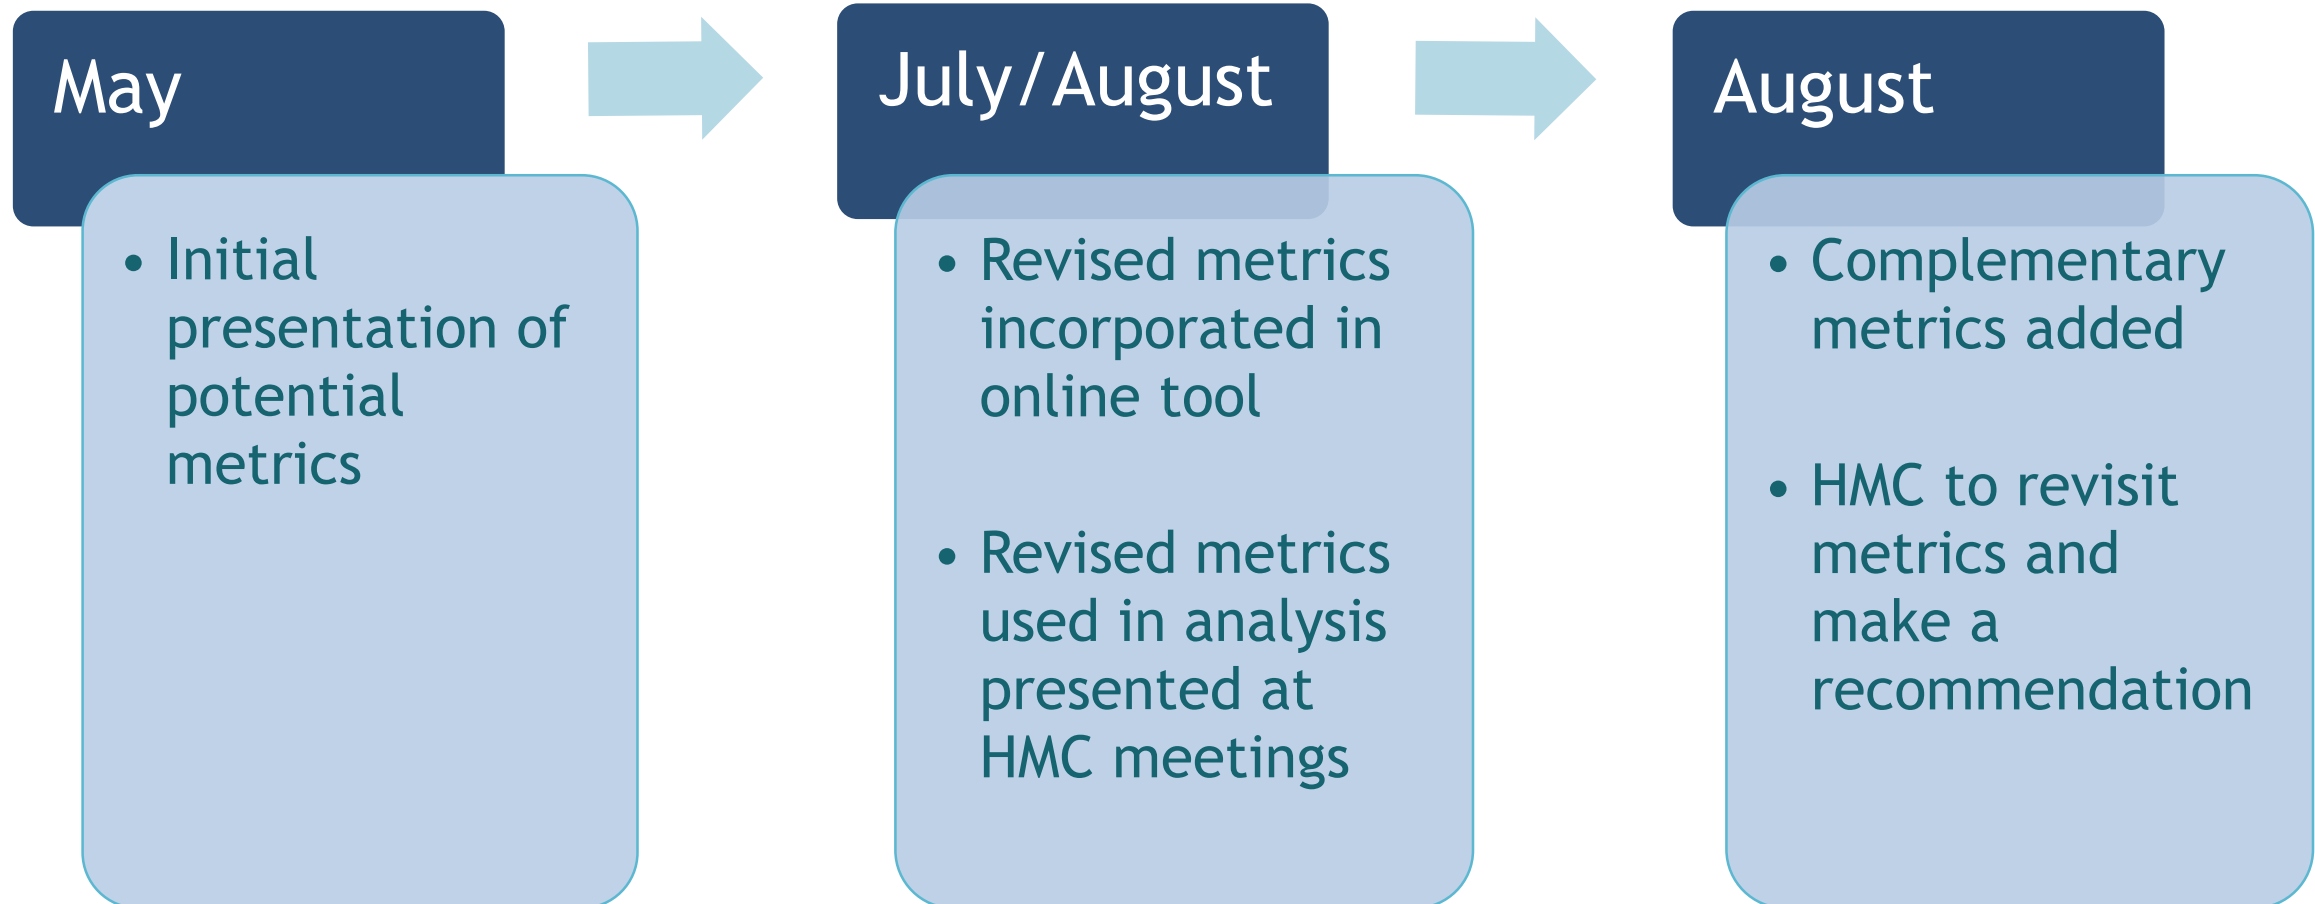 May
• Initial
presentation of
potential
metrics
July/August
• Revised metrics
incorporated in
online tool
• Revised metrics
used in analysis
presented at
HMC meetings
August
• Complementary
metrics added
• HMC to revisit
metrics and
make a
recommendation